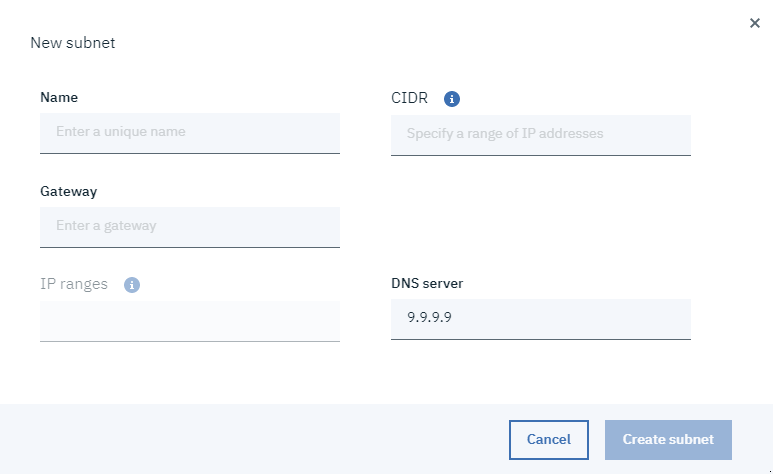 New subnet
Name
CIDR
Enter a unique name
Specify a range of IP addresses
Gateway
Enter a gateway
IP ranges
DNS server
9.9.9.9
Cancel
Create subnet